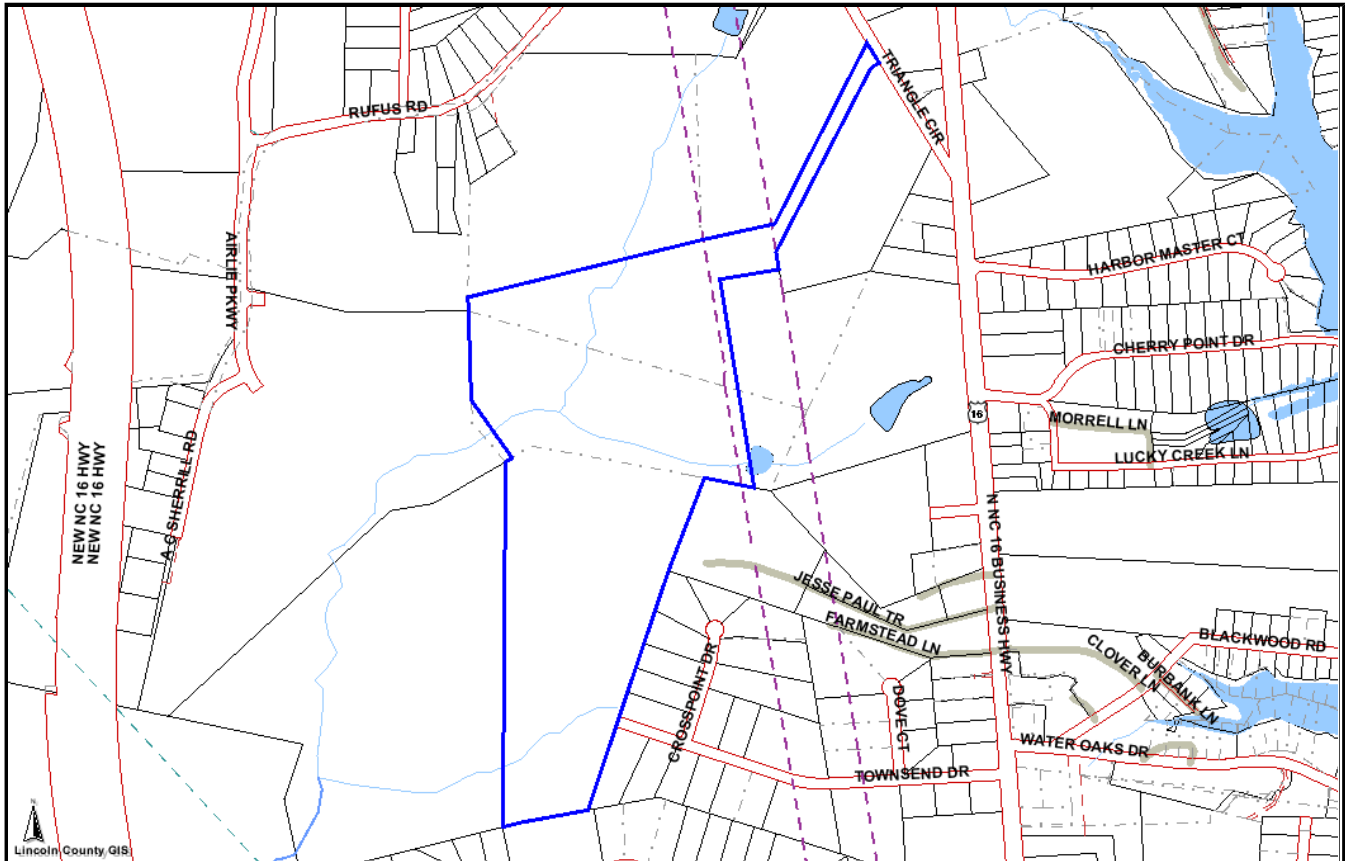 TRIANGLE CIR
RUFUS RD
AIRLIE PKWY
HARBOR MASTER CT
CHERRY POINT DR
16
MORRELL LN
LUCKY CREEK LN
NEW NC 16 HWY
NEW NC 16 HWY
A G SHERRILL RD
N NC 16 BUSINESS HWY
JESSE PAUL TR
FARMSTEAD LN
BLACKWOOD RD
CLOVER LN
BURBANK LN
CROSSPOINT DR
DOVE CT
WATER OAKS DR
TOWNSEND DR
N
Lincoln County GIS